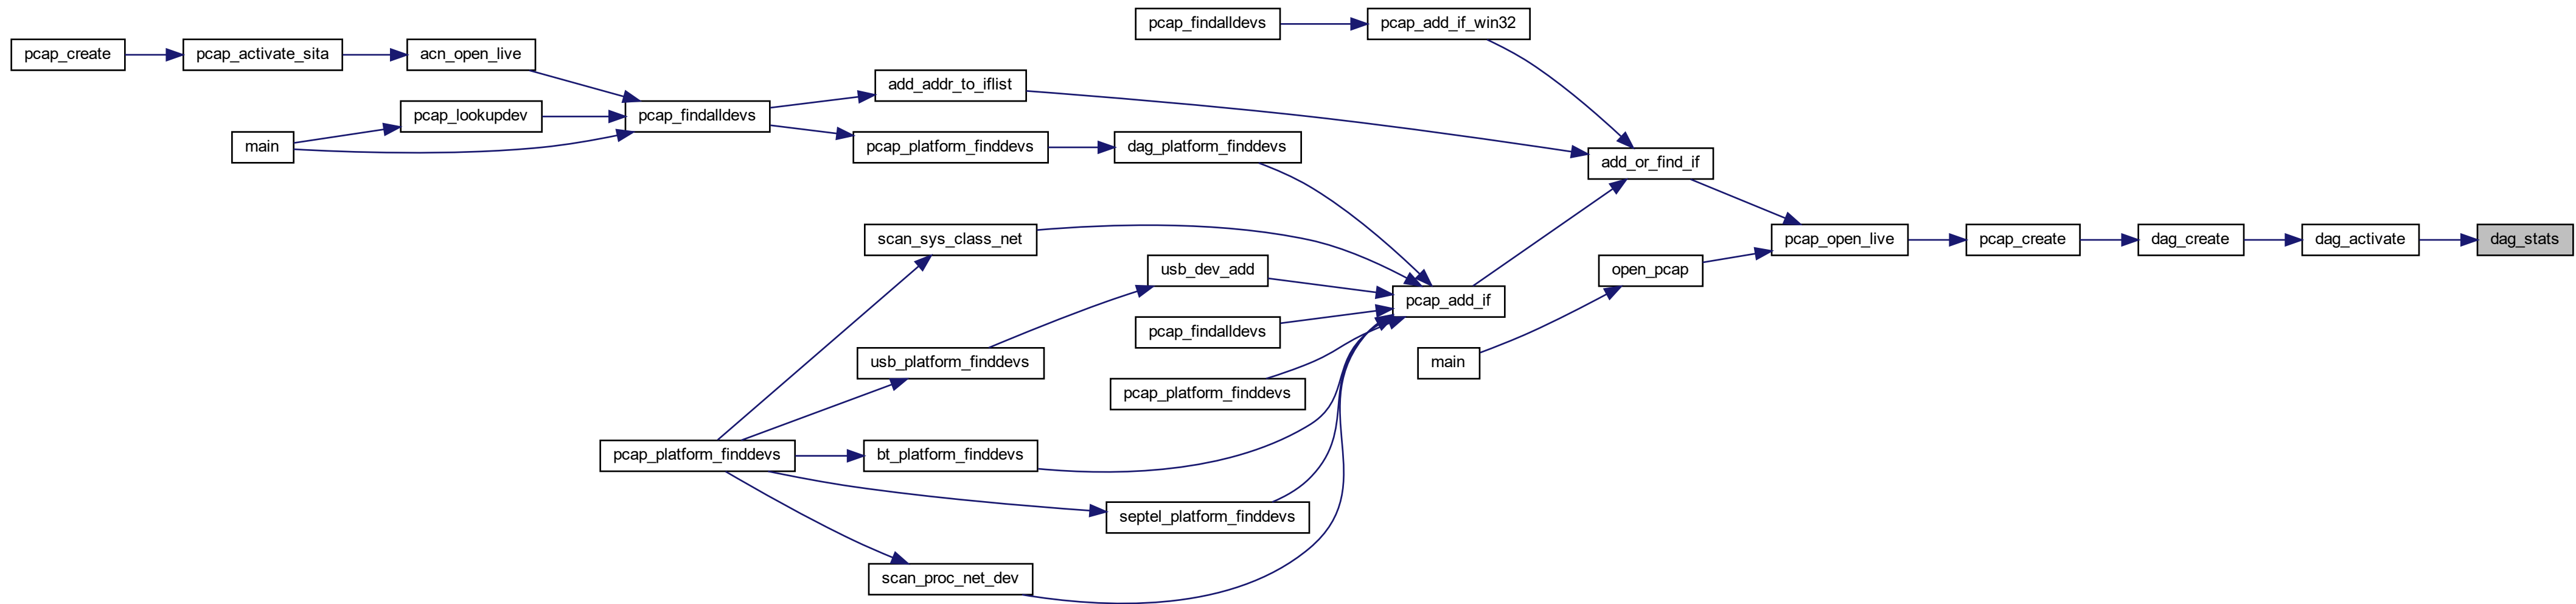 pcap_findalldevs
pcap_add_if_win32
pcap_create
pcap_activate_sita
acn_open_live
add_addr_to_iflist
pcap_lookupdev
pcap_findalldevs
main
pcap_platform_finddevs
dag_platform_finddevs
add_or_find_if
scan_sys_class_net
pcap_open_live
pcap_create
dag_create
dag_activate
dag_stats
usb_dev_add
open_pcap
pcap_add_if
pcap_findalldevs
usb_platform_finddevs
main
pcap_platform_finddevs
pcap_platform_finddevs
bt_platform_finddevs
septel_platform_finddevs
scan_proc_net_dev